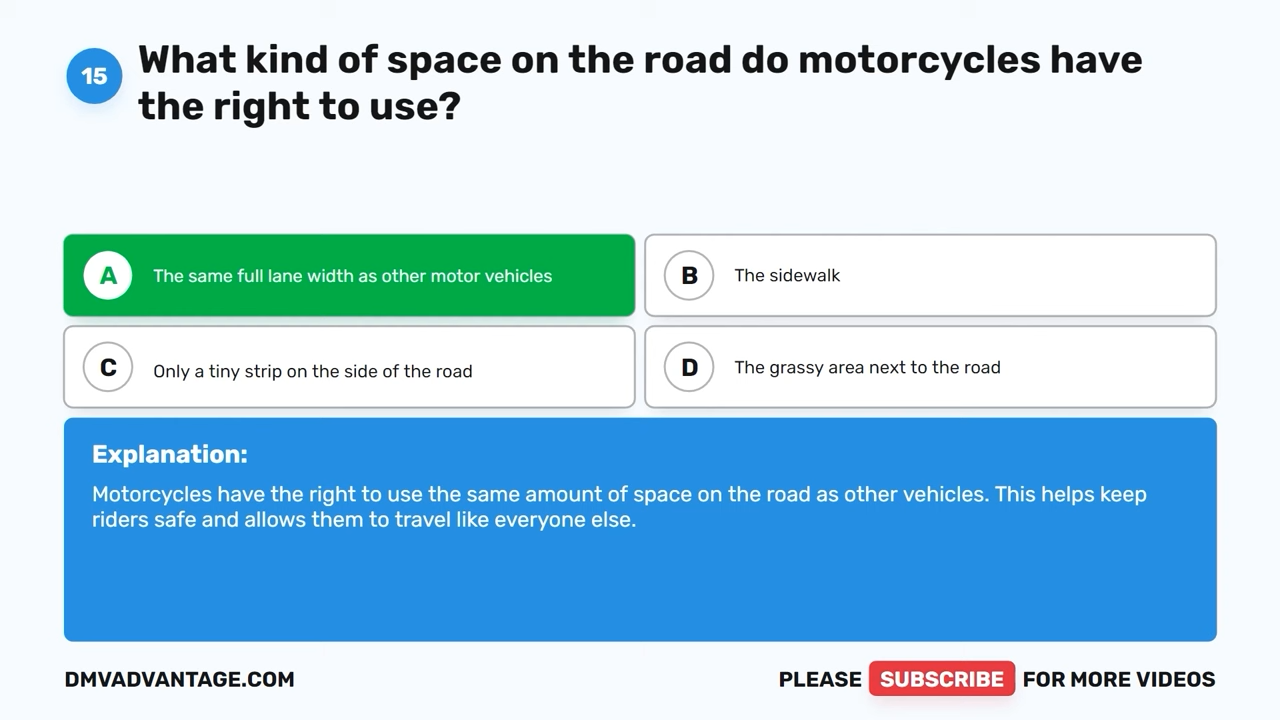 15
What kind of space on the road do motorcycles have
the right to use?
A The same full lane width as other motor vehicles
B The sidewalk
C Only a tiny strip on the side of the road
D The grassy area next to the road
Explanation:
Motorcycles have the right to use the same amount of space on the road as other vehicles. This helps keep
riders safe and allows them to travel like everyone else.
DMVADVANTAGE.COM
PLEASE SUBSCRIBE FOR MORE VIDEOS